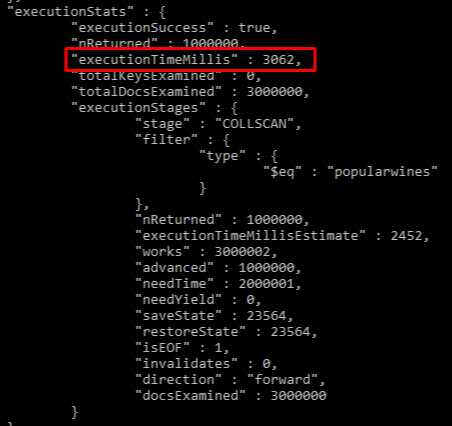 "executionStats" : {
"executionSuccess" : true,
"nReturned" : 1000000,
"executionTimeMillis" : 3062,
"totalKeysExamined" : 0,
"totalDocsExamined" : 3000000,
"executionStages" : {
"stage" : "COLLSCAN",
"filter" : {
"type" : {
"$eq" : "popularwines"
}
},
"nReturned" : 1000000,
"executionTimeMillisEstimate" : 2452,
"works" : 3000002,
"advanced" : 1000000,
"needTime" : 2000001,
"needYield" : 0,
"saveState" : 23564,
"restoreState" : 23564,
"isEOF" : 1,
"invalidates" : 0,
"direction" : "forward",
"docsExamined" : 3000000
}